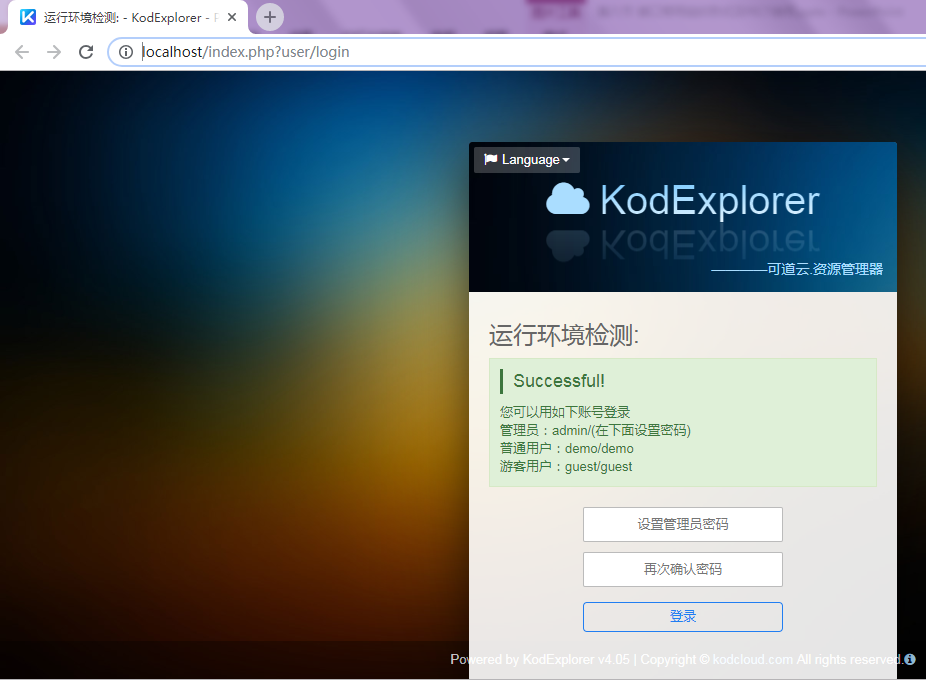 运行环境检测: - KodExplorer - P
localhost/index.php?user/login
Language
KodExplorer
————可道云.资源管理器
运行环境检测:
Successful!
您可以用如下账号登录
管理员：admin/(在下面设置密码)
普通用户：demo/demo
游客用户：guest/guest
设置管理员密码
再次确认密码
登录
Powered by KodExplorer v4.05 | Copyright © kodcloud.com All rights reserved.